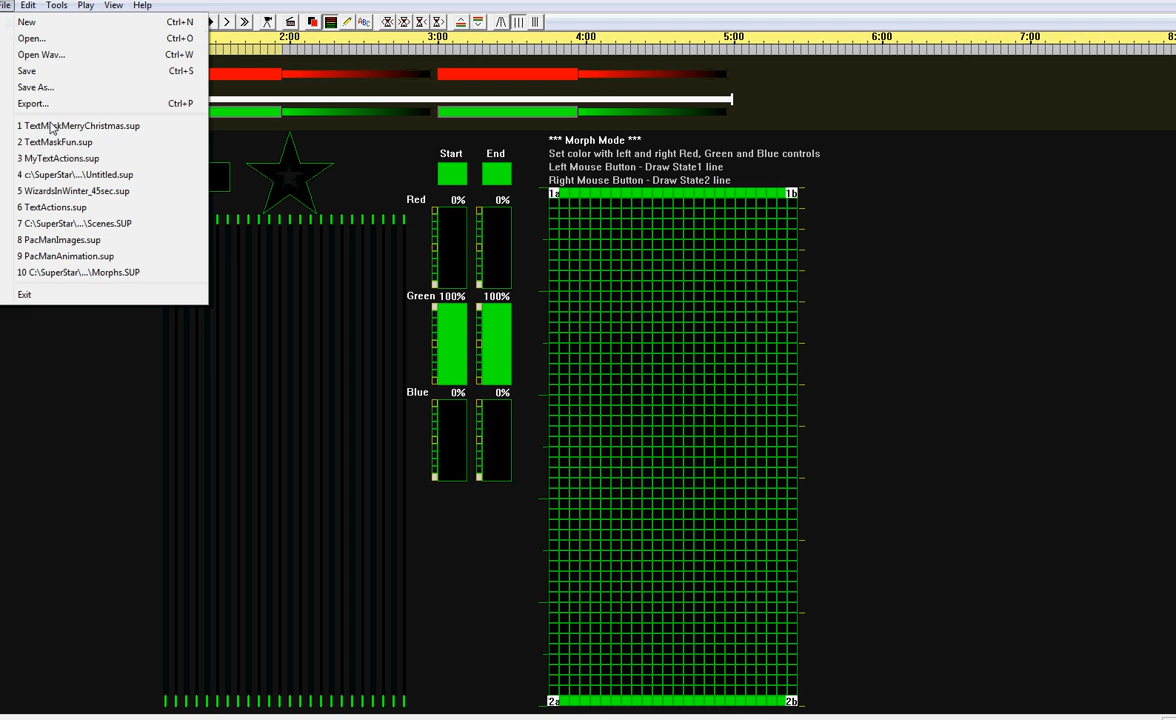 File Edit Tools Play View Help
New Ctrl+N
Open... Ctrl+O
Open Wav... Ctrl+W
Save Ctrl+S
Save As...
Export... Ctrl+P
1 TextMaskMerryChristmas.sup
2 TextMaskFun.sup
3 MyTextActions.sup
4 c:\SuperStar\...\Untitled.sup
5 WizardsInWinter_45sec.sup
6 TextActions.sup
7 C:\SuperStar\...\Scenes.SUP
8 PacManImages.sup
9 PacManAnimation.sup
10 C:\SuperStar\...\Morphs.SUP
Exit
ABc
2:00 3:00 4:00 5:00 6:00 7:00 8:
Start End
Red 0% 0%
Green 100% 100%
Blue 0% 0%
*** Morph Mode ***
Set color with left and right Red, Green and Blue controls
Left Mouse Button - Draw State1 line
Right Mouse Button - Draw State2 line
1a 1b
2a 2b